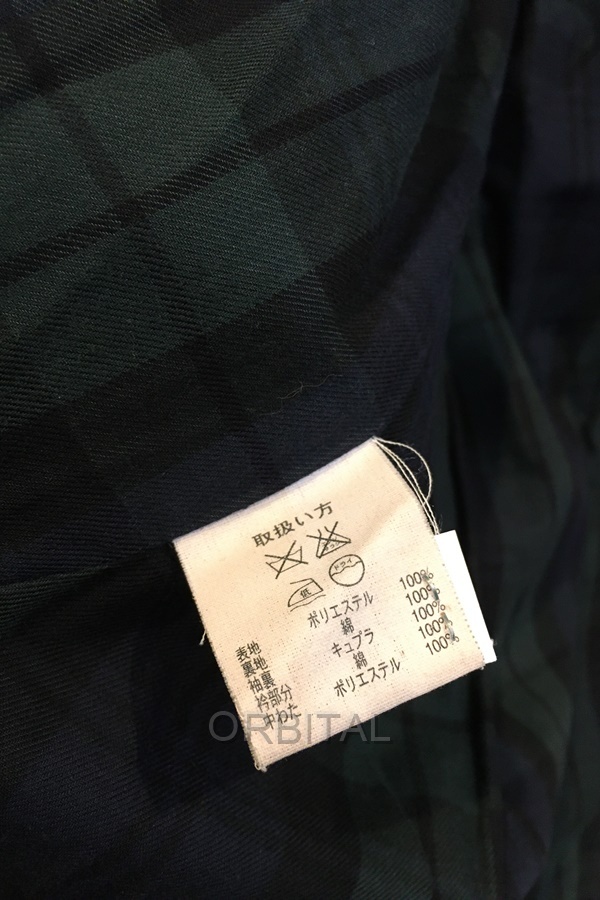 取扱い方
低 ドライ
表地 ポリエステル 100%
裏地 綿 100%
袖裏 キュプラ 100%
衿部分 綿 100%
中わた ポリエステル 100%
ORBITAL